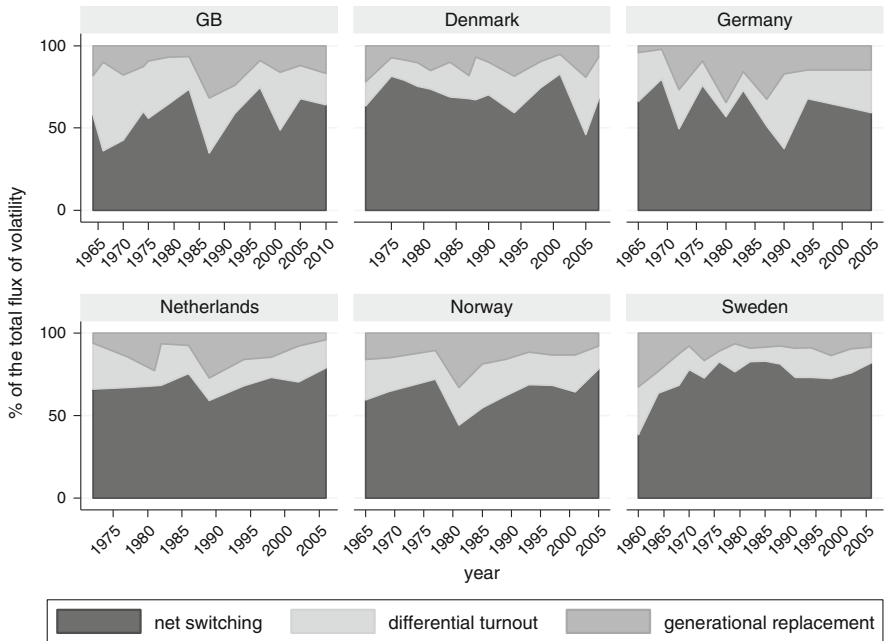 GB
Denmark
Germany
100
50
0
1965 1970 1975 1980 1985 1990 1995 2000 2005 2010
1975 1980 1985 1990 1995 2000 2005
1965 1970 1975 1980 1985 1990 1995 2000 2005
% of the total flux of volatility
Netherlands
Norway
Sweden
100
50
0
1975 1980 1985 1990 1995 2000 2005
1965 1970 1975 1980 1985 1990 1995 2000 2005
1960 1965 1970 1975 1980 1985 1990 1995 2000 2005
year
net switching
differential turnout
generational replacement